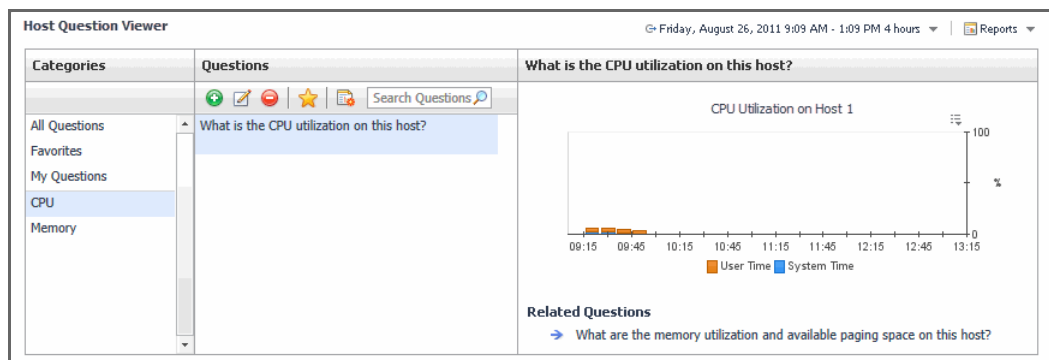 Host Question Viewer
Friday, August 26, 2011 9:09 AM - 1:09 PM 4 hours
Reports
Categories
Questions
What is the CPU utilization on this host?
Search Questions
All Questions
Favorites
My Questions
CPU
Memory
What is the CPU utilization on this host?
CPU Utilization on Host 1
100
%
0
09:15 09:45 10:15 10:45 11:15 11:45 12:15 12:45 13:15
User Time System Time
Related Questions
What are the memory utilization and available paging space on this host?